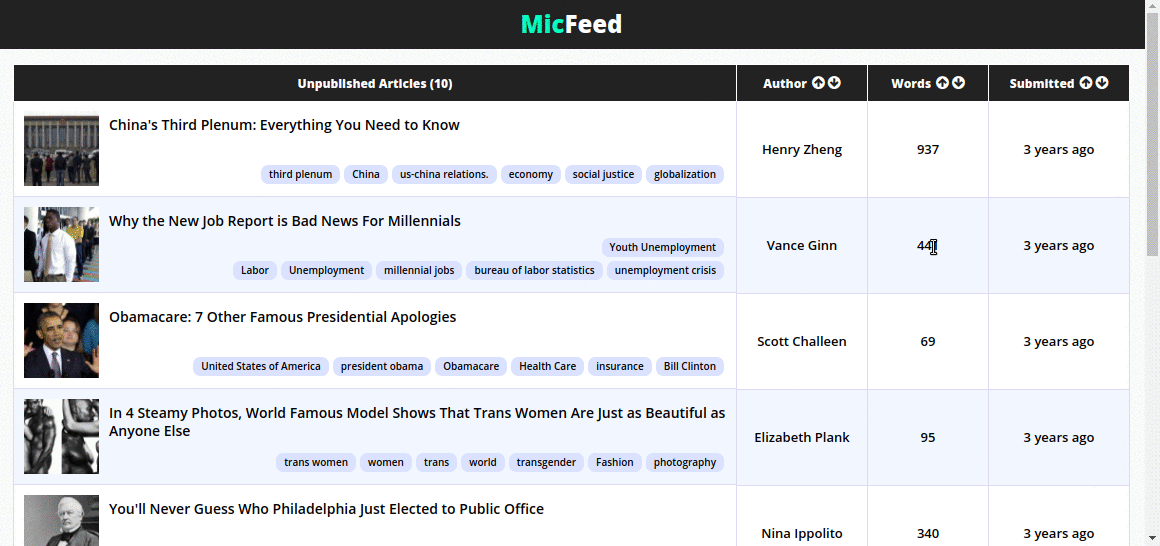 MicFeed
Unpublished Articles (10) Author Words Submitted
China's Third Plenum: Everything You Need to Know
Henry Zheng 937 3 years ago
third plenum China us-china relations. economy social justice globalization
Why the New Job Report is Bad News For Millennials
Youth Unemployment
Vance Ginn 3 years ago
Labor Unemployment millennial jobs bureau of labor statistics unemployment crisis
Obamacare: 7 Other Famous Presidential Apologies
Scott Challeen 69 3 years ago
United States of America president obama Obamacare Health Care insurance Bill Clinton
In 4 Steamy Photos, World Famous Model Shows That Trans Women Are Just as Beautiful as
Anyone Else
Elizabeth Plank 95 3 years ago
trans women women trans world transgender Fashion photography
You'll Never Guess Who Philadelphia Just Elected to Public Office
Nina Ippolito 340 3 years ago